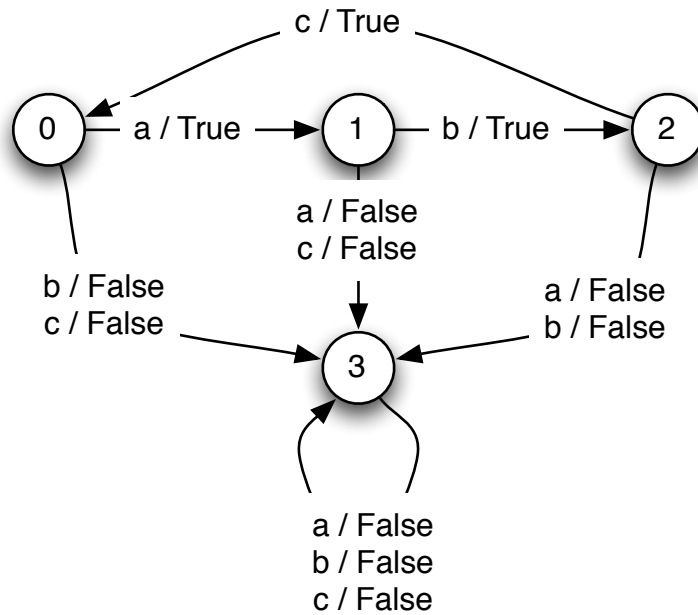 c / True
0
a / True
1
b / True
2
a / False
c / False
b / False
c / False
a / False
b / False
3
a / False
b / False
c / False